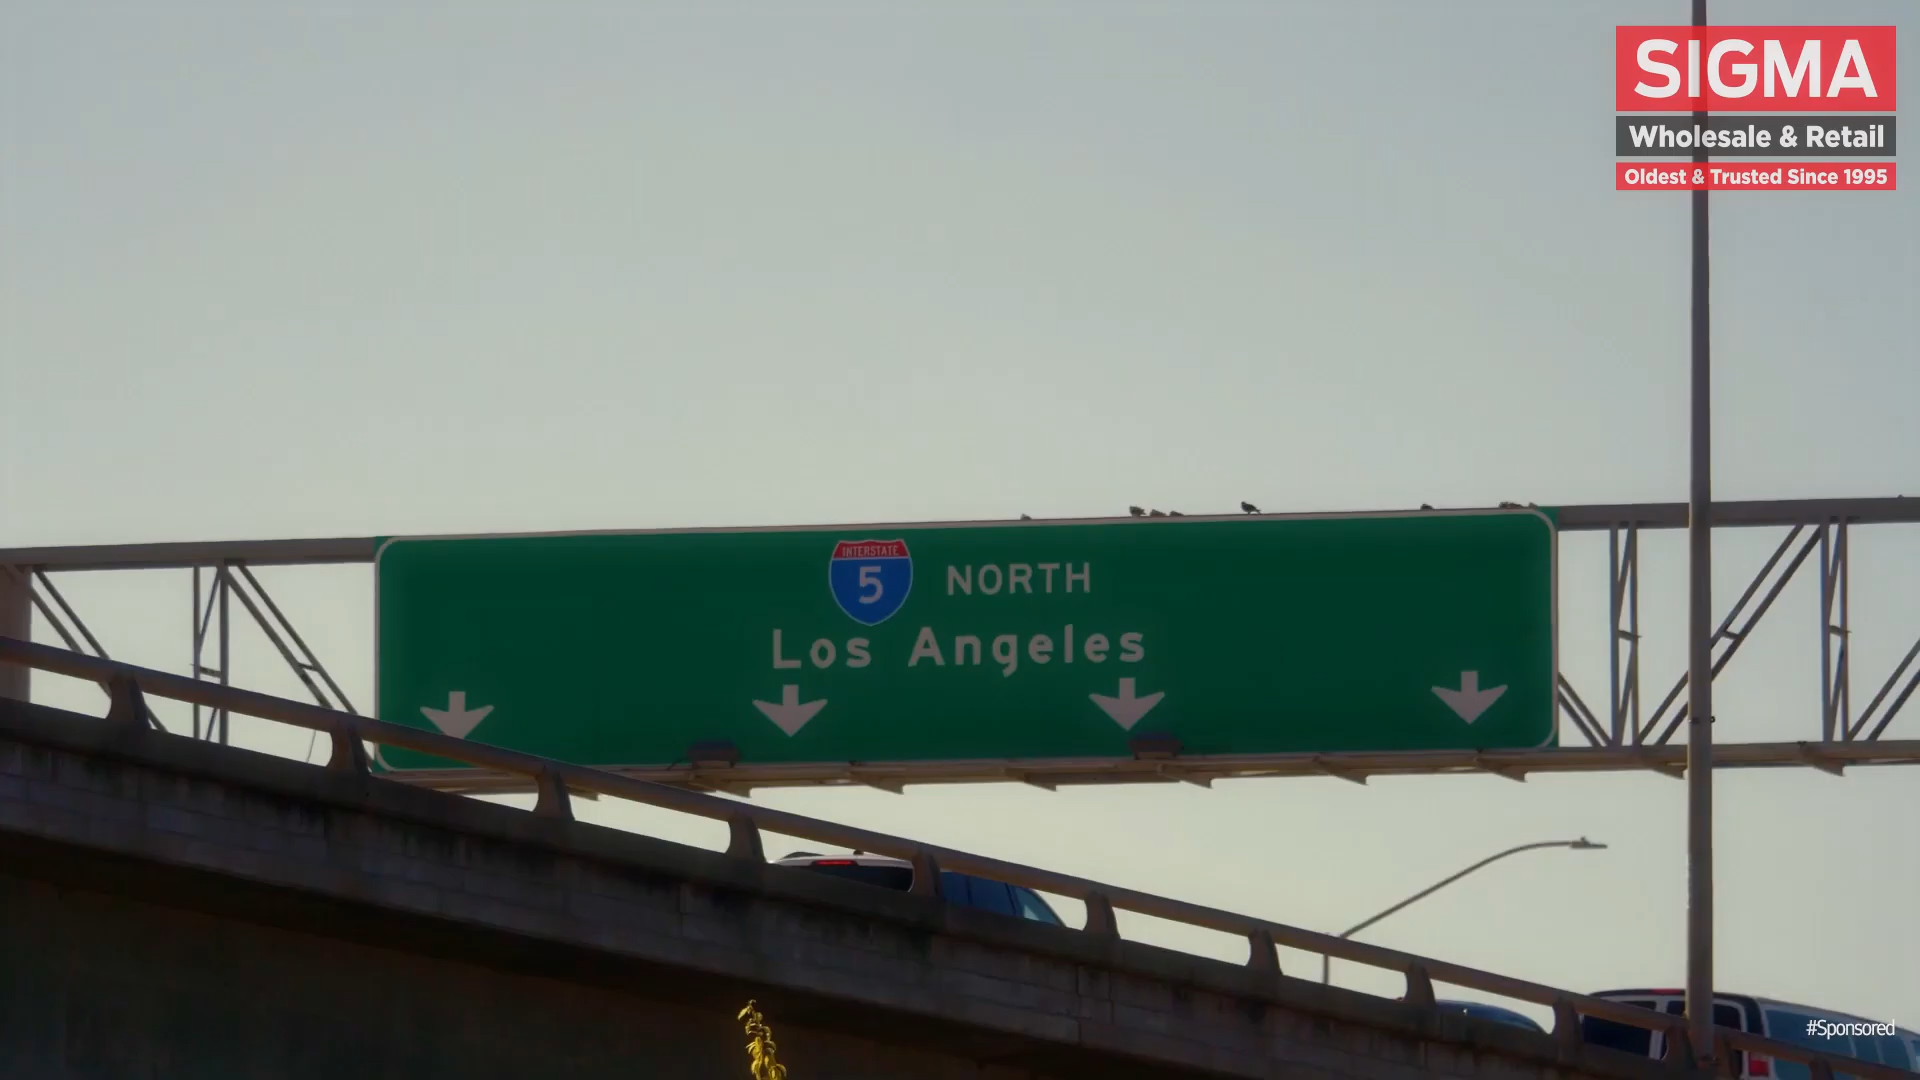 SIGMA
Wholesale & Retail
Oldest & Trusted Since 1995
INTERSTATE
5 NORTH
Los Angeles
#Sponsored